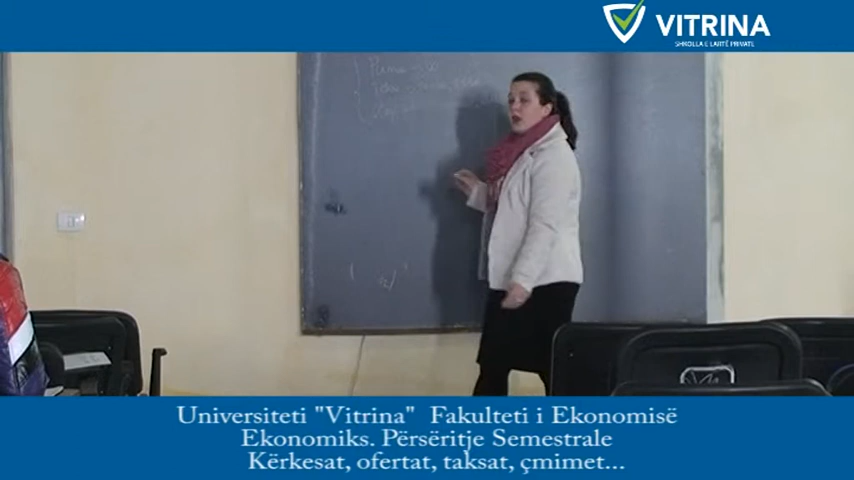 VITRINA
SHKOLLA E LARTË PRIVATE
Universiteti "Vitrina" Fakulteti i Ekonomisë
Ekonomiks. Përsëritje Semestrale
Kërkesat, ofertat, taksat, çmimet...